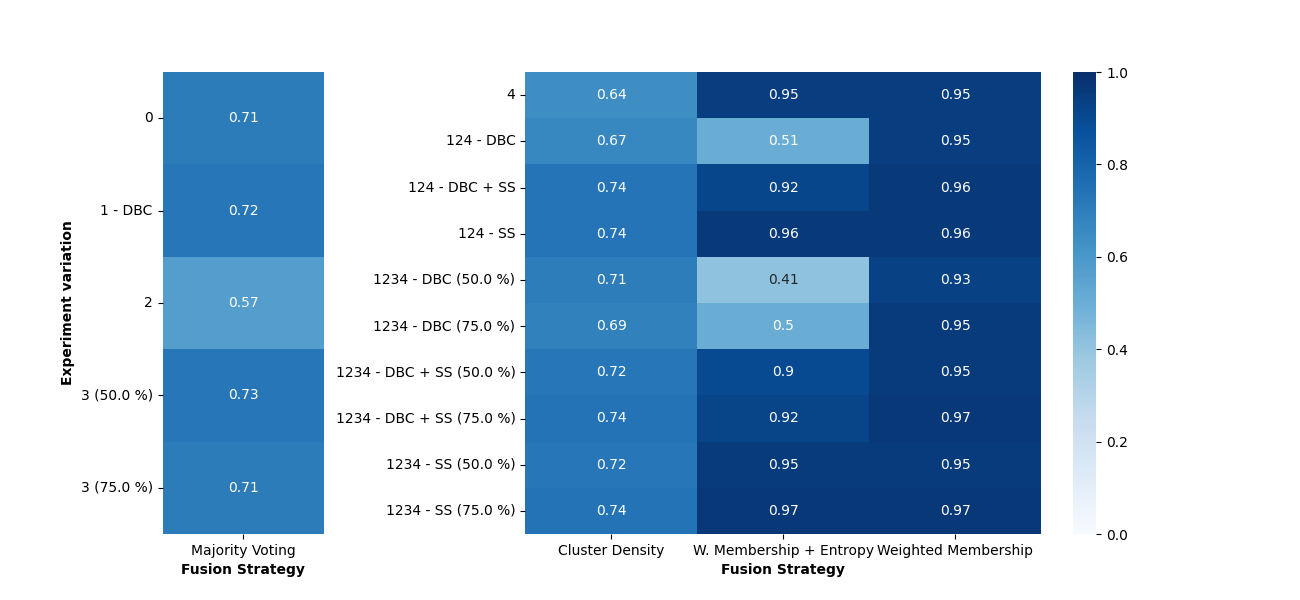 Experiment variation
0 0.71
1 - DBC 0.72
2 0.57
3 (50.0 %) 0.73
3 (75.0 %) 0.71
Majority Voting
Fusion Strategy
4 0.64 0.95 0.95
124 - DBC 0.67 0.51 0.95
124 - DBC + SS 0.74 0.92 0.96
124 - SS 0.74 0.96 0.96
1234 - DBC (50.0 %) 0.71 0.41 0.93
1234 - DBC (75.0 %) 0.69 0.5 0.95
1234 - DBC + SS (50.0 %) 0.72 0.9 0.95
1234 - DBC + SS (75.0 %) 0.74 0.92 0.97
1234 - SS (50.0 %) 0.72 0.95 0.95
1234 - SS (75.0 %) 0.74 0.97 0.97
Cluster Density W. Membership + Entropy Weighted Membership
Fusion Strategy
1.0
0.8
0.6
0.4
0.2
0.0